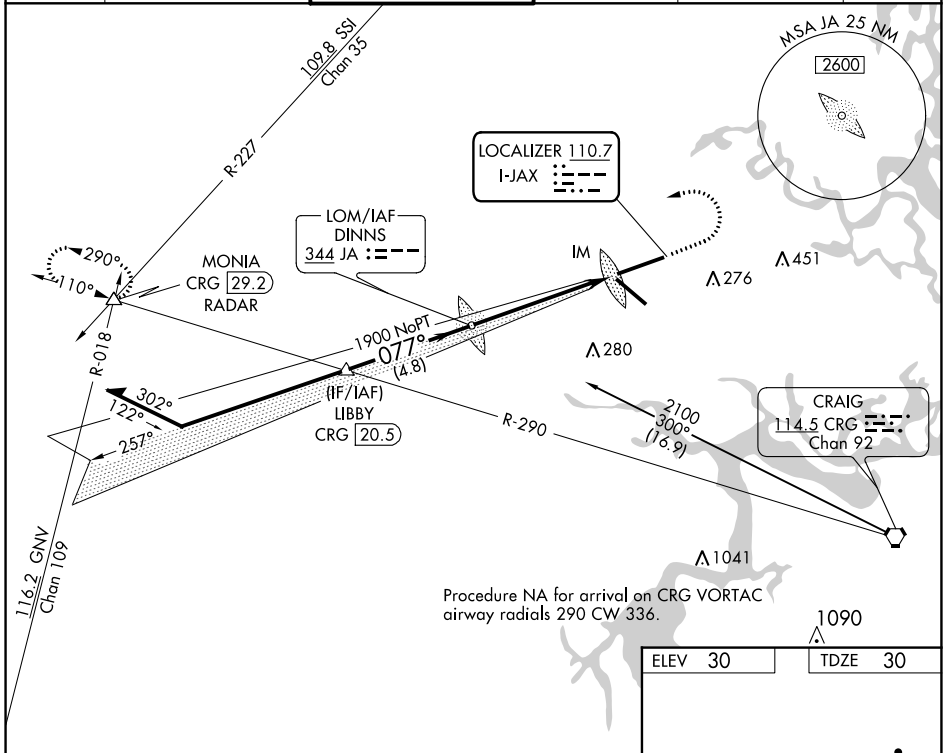 109.8 SSI
Chan 35
MSA JA 25 NM
2600
R-227
LOCALIZER 110.7
I-JAX
LOM/IAF
DINNS
344 JA
IM
451
276
290°
110°
MONIA
CRG 29.2
RADAR
1900 NoPT
077°
(4.8)
280
R-018
302°
122°
257°
(IF/IAF)
LIBBY
CRG 20.5
R-290
2100
300°
(16.9)
CRAIG
114.5 CRG
Chan 92
116.2 GNV
Chan 109
1041
Procedure NA for arrival on CRG VORTAC
airway radials 290 CW 336.
1090
ELEV 30
TDZE 30